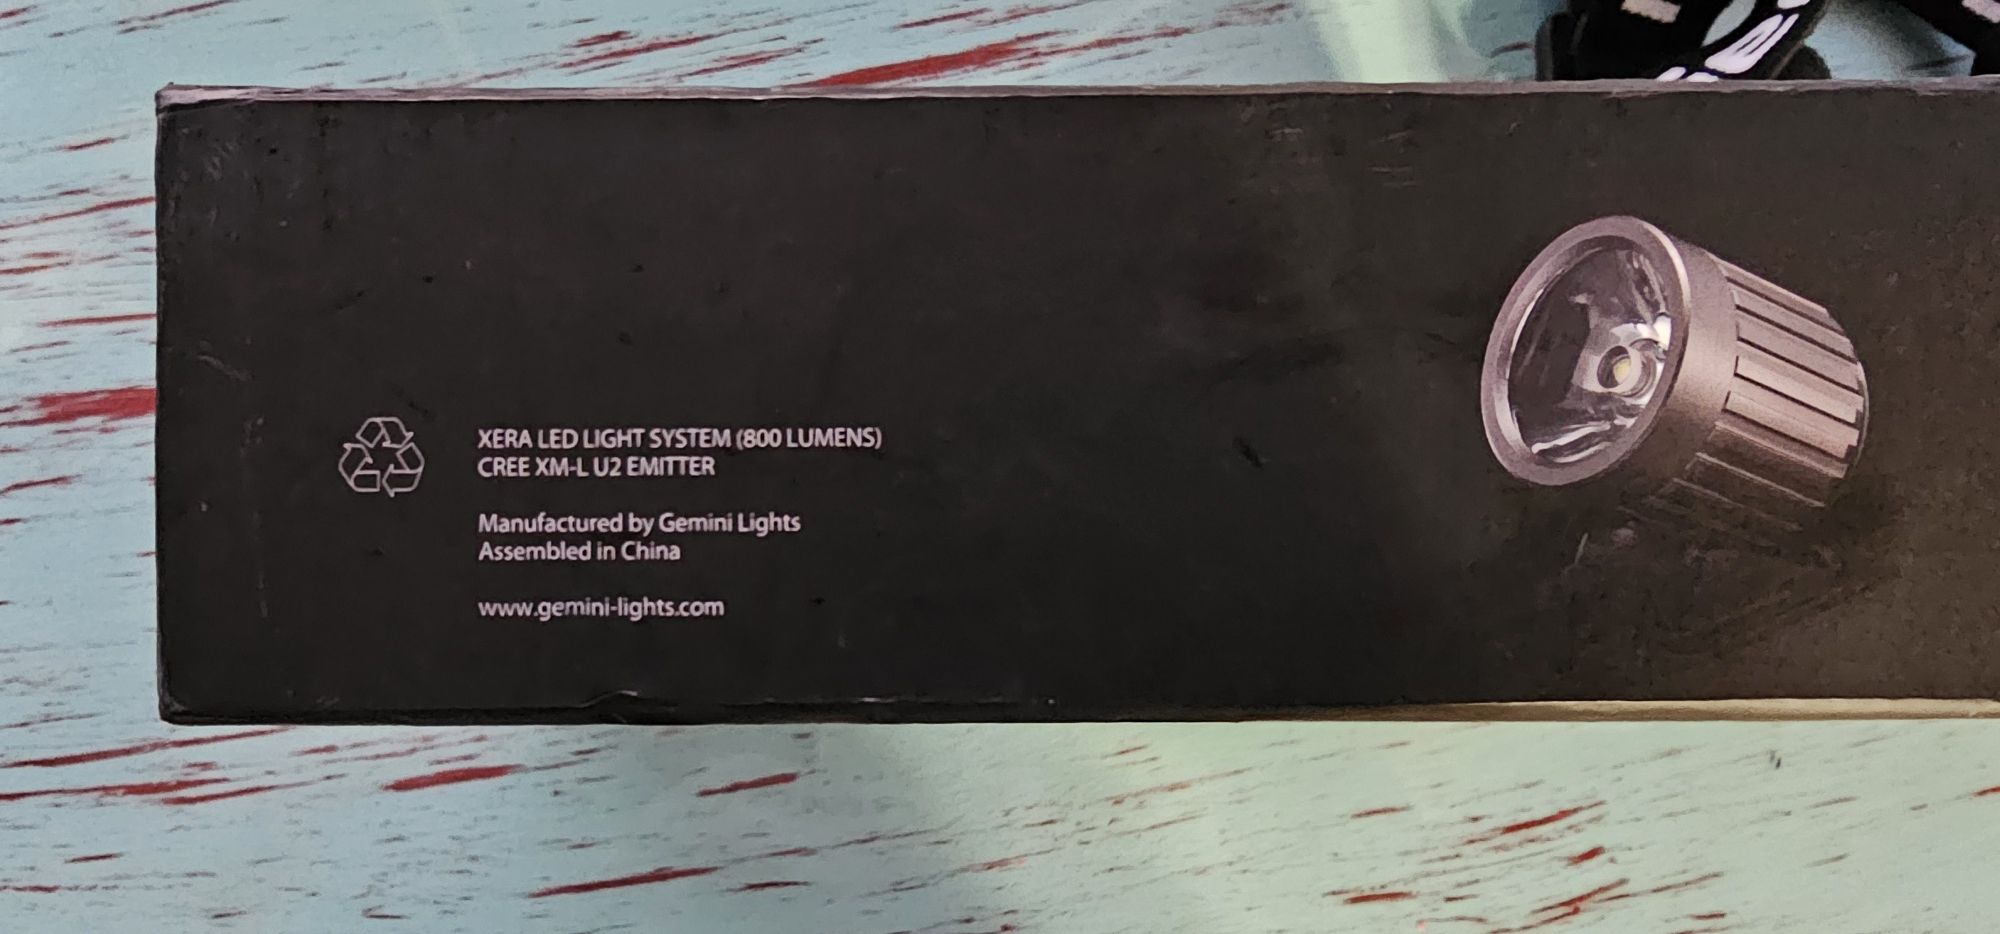 XERA LED LIGHT SYSTEM (800 LUMENS)
CREE XM-L U2 EMITTER
Manufactured by Gemini Lights
Assembled in China
www.gemini-lights.com